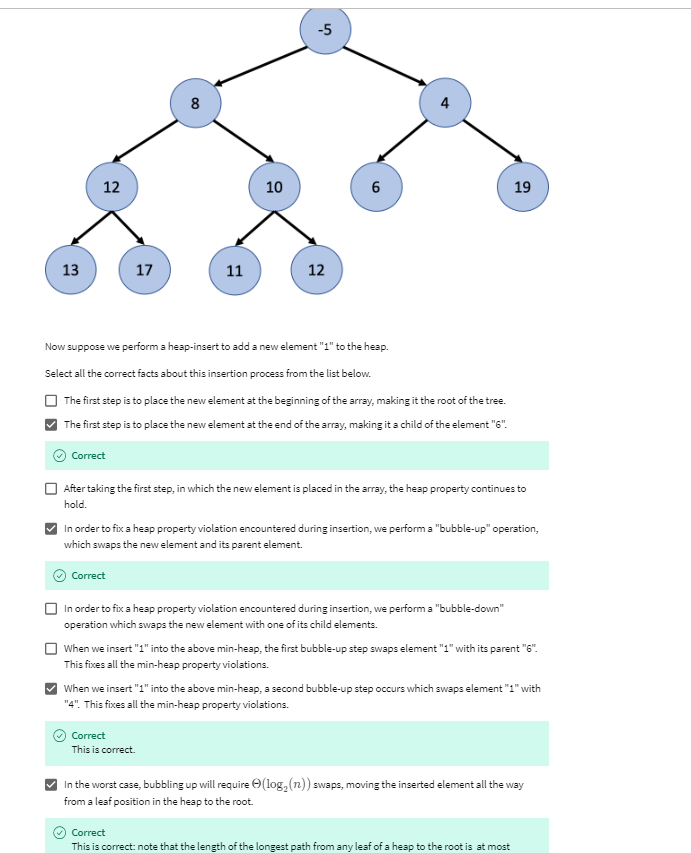 -5
8
4
12
10
6
19
13
17
11
12
Now suppose we perform a heap-insert to add a new element "1" to the heap.
Select all the correct facts about this insertion process from the list below.
The first step is to place the new element at the beginning of the array, making it the root of the tree.
The first step is to place the new element at the end of the array, making it a child of the element "6".
Correct
After taking the first step, in which the new element is placed in the array, the heap property continues to
hold.
In order to fix a heap property violation encountered during insertion, we perform a "bubble-up" operation,
which swaps the new element and its parent element.
Correct
In order to fix a heap property violation encountered during insertion, we perform a "bubble-down"
operation which swaps the new element with one of its child elements.
When we insert "1" into the above min-heap, the first bubble-up step swaps element "1" with its parent "6".
This fixes all the min-heap property violations.
When we insert "1" into the above min-heap, a second bubble-up step occurs which swaps element "1" with
"4". This fixes all the min-heap property violations.
Correct
This is correct.
In the worst case, bubbling up will require Θ(log₂(n)) swaps, moving the inserted element all the way
from a leaf position in the heap to the root.
Correct
This is correct: note that the length of the longest path from any leaf of a heap to the root is at most